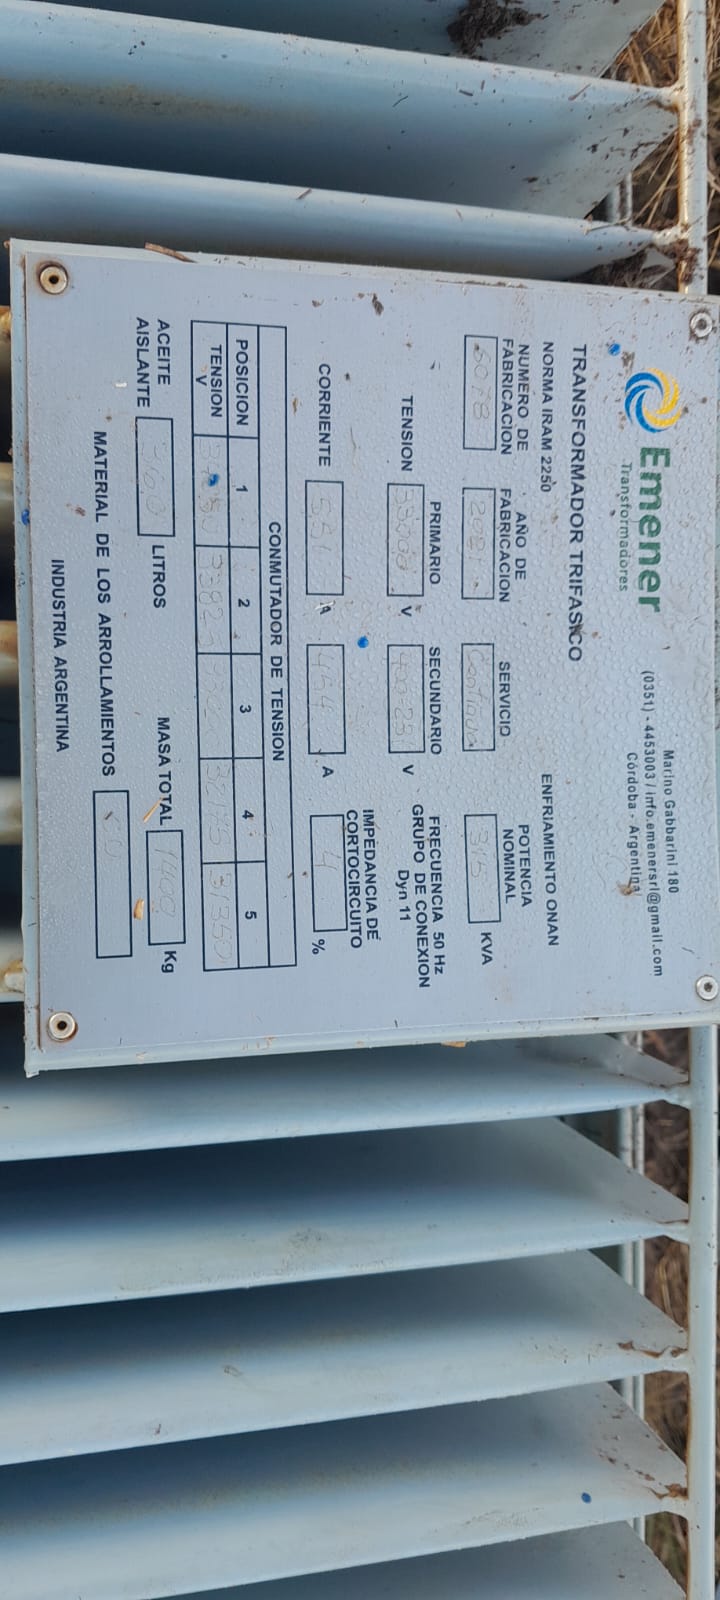 Emener
Transformadores
Marino Gabbarini 180
(0351) - 4453003 / info.emenersrl@gmail.com
Córdoba - Argentina
TRANSFORMADOR TRIFASICO
NORMA IRAM 2250
ENFRIAMIENTO ONAN
NUMERO DE FABRICACION 6078
AÑO DE FABRICACION 2021
SERVICIO Continuo
POTENCIA NOMINAL 315 KVA
PRIMARIO SECUNDARIO
TENSION 33000 V 400-231 V
FRECUENCIA 50 Hz
GRUPO DE CONEXION
Dyn 11
CORRIENTE 5,51 A 454 A
IMPEDANCIA DE CORTOCIRCUITO 4 %
CONMUTADOR DE TENSION
POSICION 1 2 3 4 5
TENSION V 33825 31350
ACEITE AISLANTE LITROS
MASA TOTAL 1400 Kg
MATERIAL DE LOS ARROLLAMIENTOS
INDUSTRIA ARGENTINA